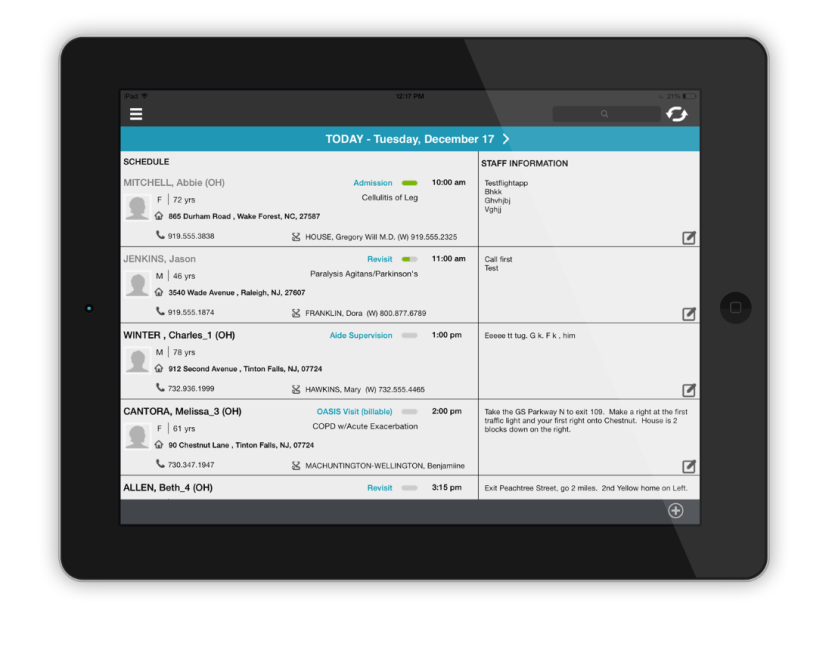 iPad
12:17 PM
21%
TODAY - Tuesday, December 17
SCHEDULE
STAFF INFORMATION
MITCHELL, Abbie (OH)
Admission
10:00 am
F | 72 yrs
Cellulitis of Leg
865 Durham Road , Wake Forest, NC, 27587
919.555.3838
HOUSE, Gregory Will M.D. (W) 919.555.2325
Testflightapp
Bhkk
Ghvhjbj
Vghjj
JENKINS, Jason
Revisit
11:00 am
M | 46 yrs
Paralysis Agitans/Parkinson's
3540 Wade Avenue , Raleigh, NJ, 27607
919.555.1874
FRANKLIN, Dora (W) 800.877.6789
Call first
Test
WINTER , Charles_1 (OH)
Aide Supervision
1:00 pm
M | 78 yrs
912 Second Avenue , Tinton Falls, NJ, 07724
732.936.1999
HAWKINS, Mary (W) 732.555.4465
Eeeee tt tug. G k. F k , him
CANTORA, Melissa_3 (OH)
OASIS Visit (billable)
2:00 pm
F | 61 yrs
COPD w/Acute Exacerbation
90 Chestnut Lane , Tinton Falls, NJ, 07724
730.347.1947
MACHUNTINGTON-WELLINGTON, Benjamiine
Take the GS Parkway N to exit 109. Make a right at the first
traffic light and your first right onto Chestnut. House is 2
blocks down on the right.
ALLEN, Beth_4 (OH)
Revisit
3:15 pm
Exit Peachtree Street, go 2 miles. 2nd Yellow home on Left.